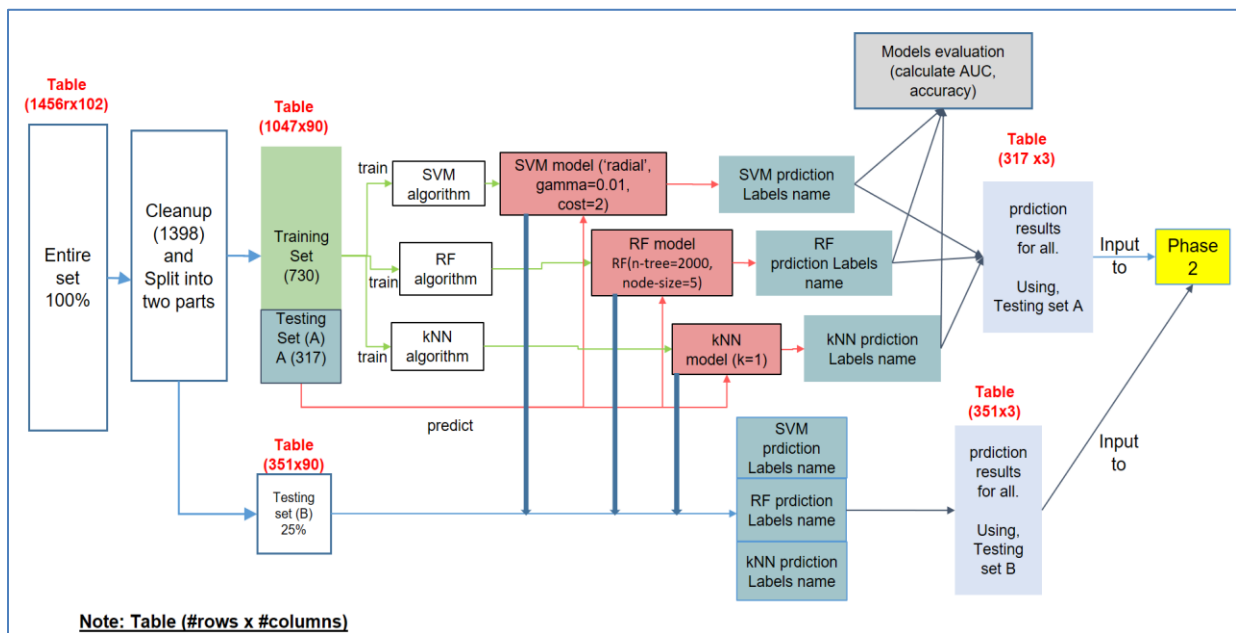 Table
(1456rx102)
Entire
set
100%
Cleanup
(1398)
and
Split into
two parts
Table
(1047x90)
Training
Set
(730)
Testing
Set (A)
A (317)
Table
(351x90)
Testing
set (B)
25%
train
SVM
algorithm
train
RF
algorithm
train
kNN
algorithm
predict
SVM model (‘radial’,
gamma=0.01,
cost=2)
RF model
RF(n-tree=2000,
node-size=5)
kNN
model (k=1)
SVM prdiction
Labels name
RF
prdiction Labels
name
kNN prdiction
Labels name
Models evaluation
(calculate AUC,
accuracy)
Table
(317 x3)
prdiction
results
for all.
Using,
Testing set A
Input
to
Phase
2
SVM
prdiction
Labels name
RF prdiction
Labels name
kNN prdiction
Labels name
Table
(351x3)
prdiction
results
for all.
Using,
Testing
set B
Input
to
Note: Table (#rows x #columns)